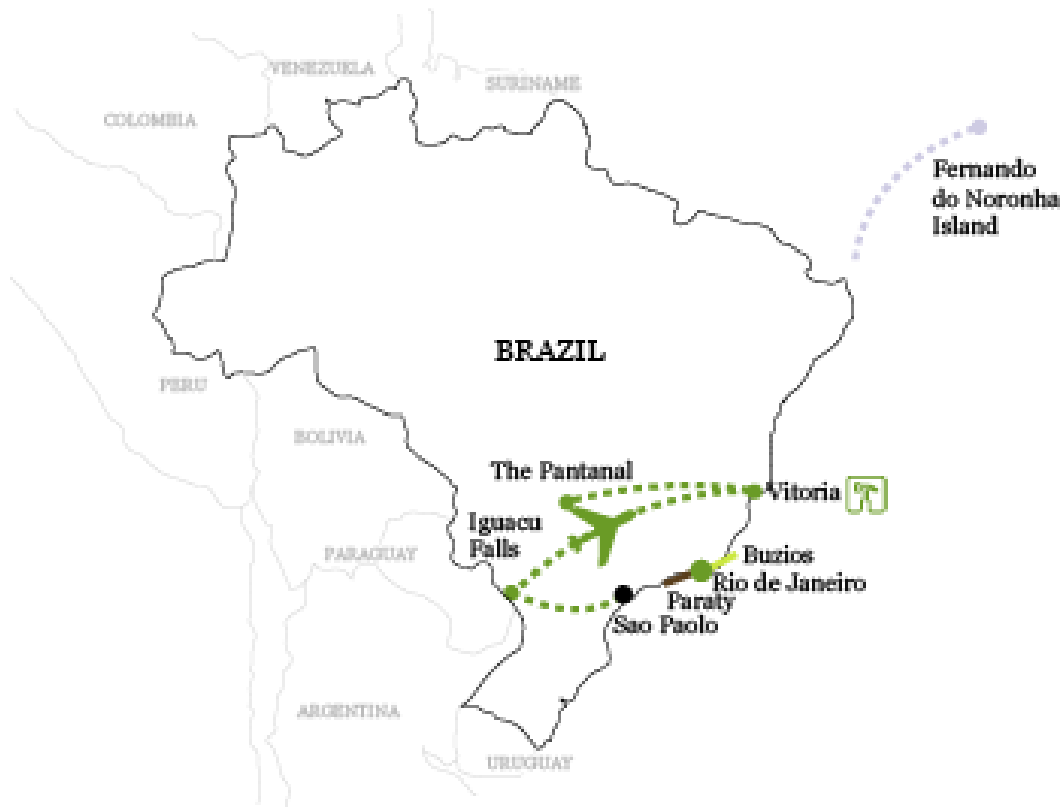 VENEZUELA
SURINAME
COLOMBIA
Fernando
do Noronha
Island
BRAZIL
PERU
BOLIVIA
The Pantanal
Vitoria
Iguacu
Falls
PARAGUAY
Buzios
Rio de Janeiro
Paraty
Sao Paolo
ARGENTINA
URUGUAY